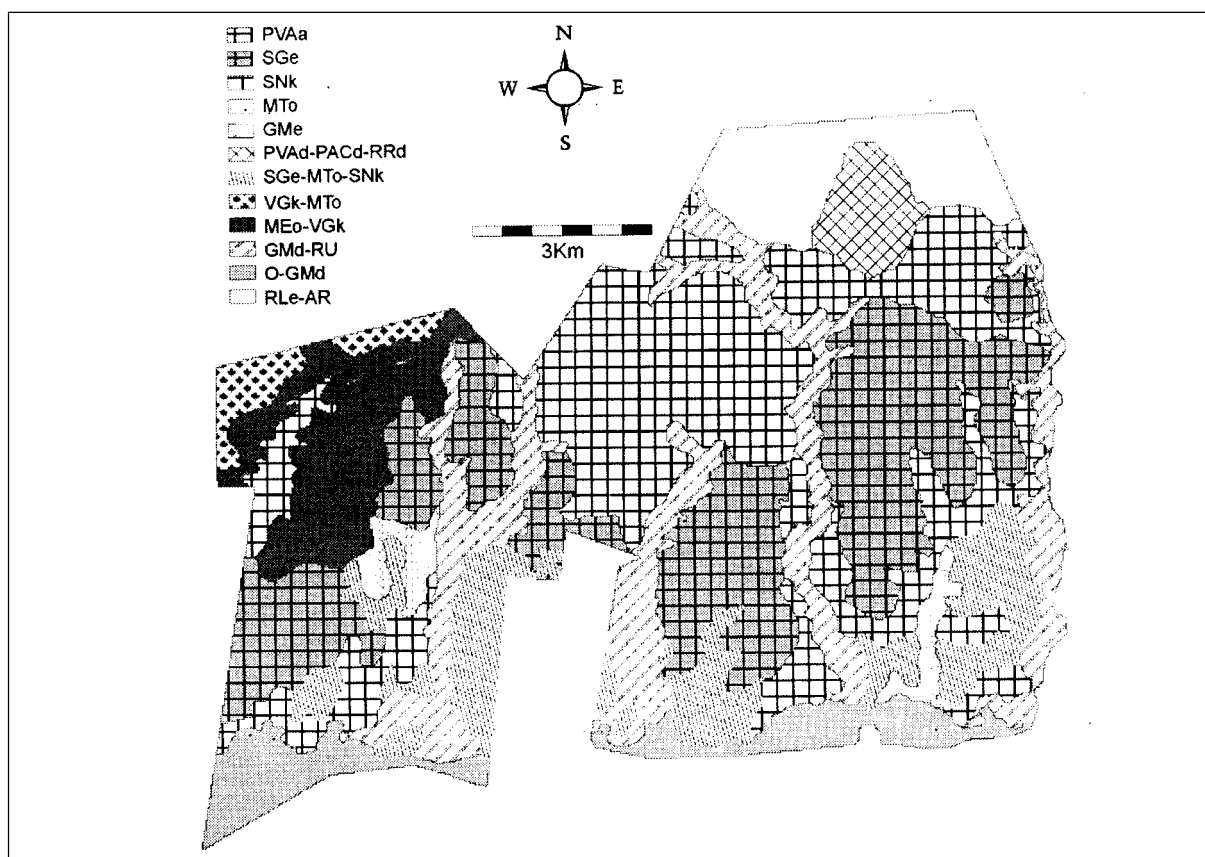 PVAa
SGe
SNk
MTo
GMe
PVAd-PACd-RRd
SGe-MTo-SNk
VGk-MTo
MEo-VGk
GMd-RU
O-GMd
RLe-AR
N
W E
S
3Km